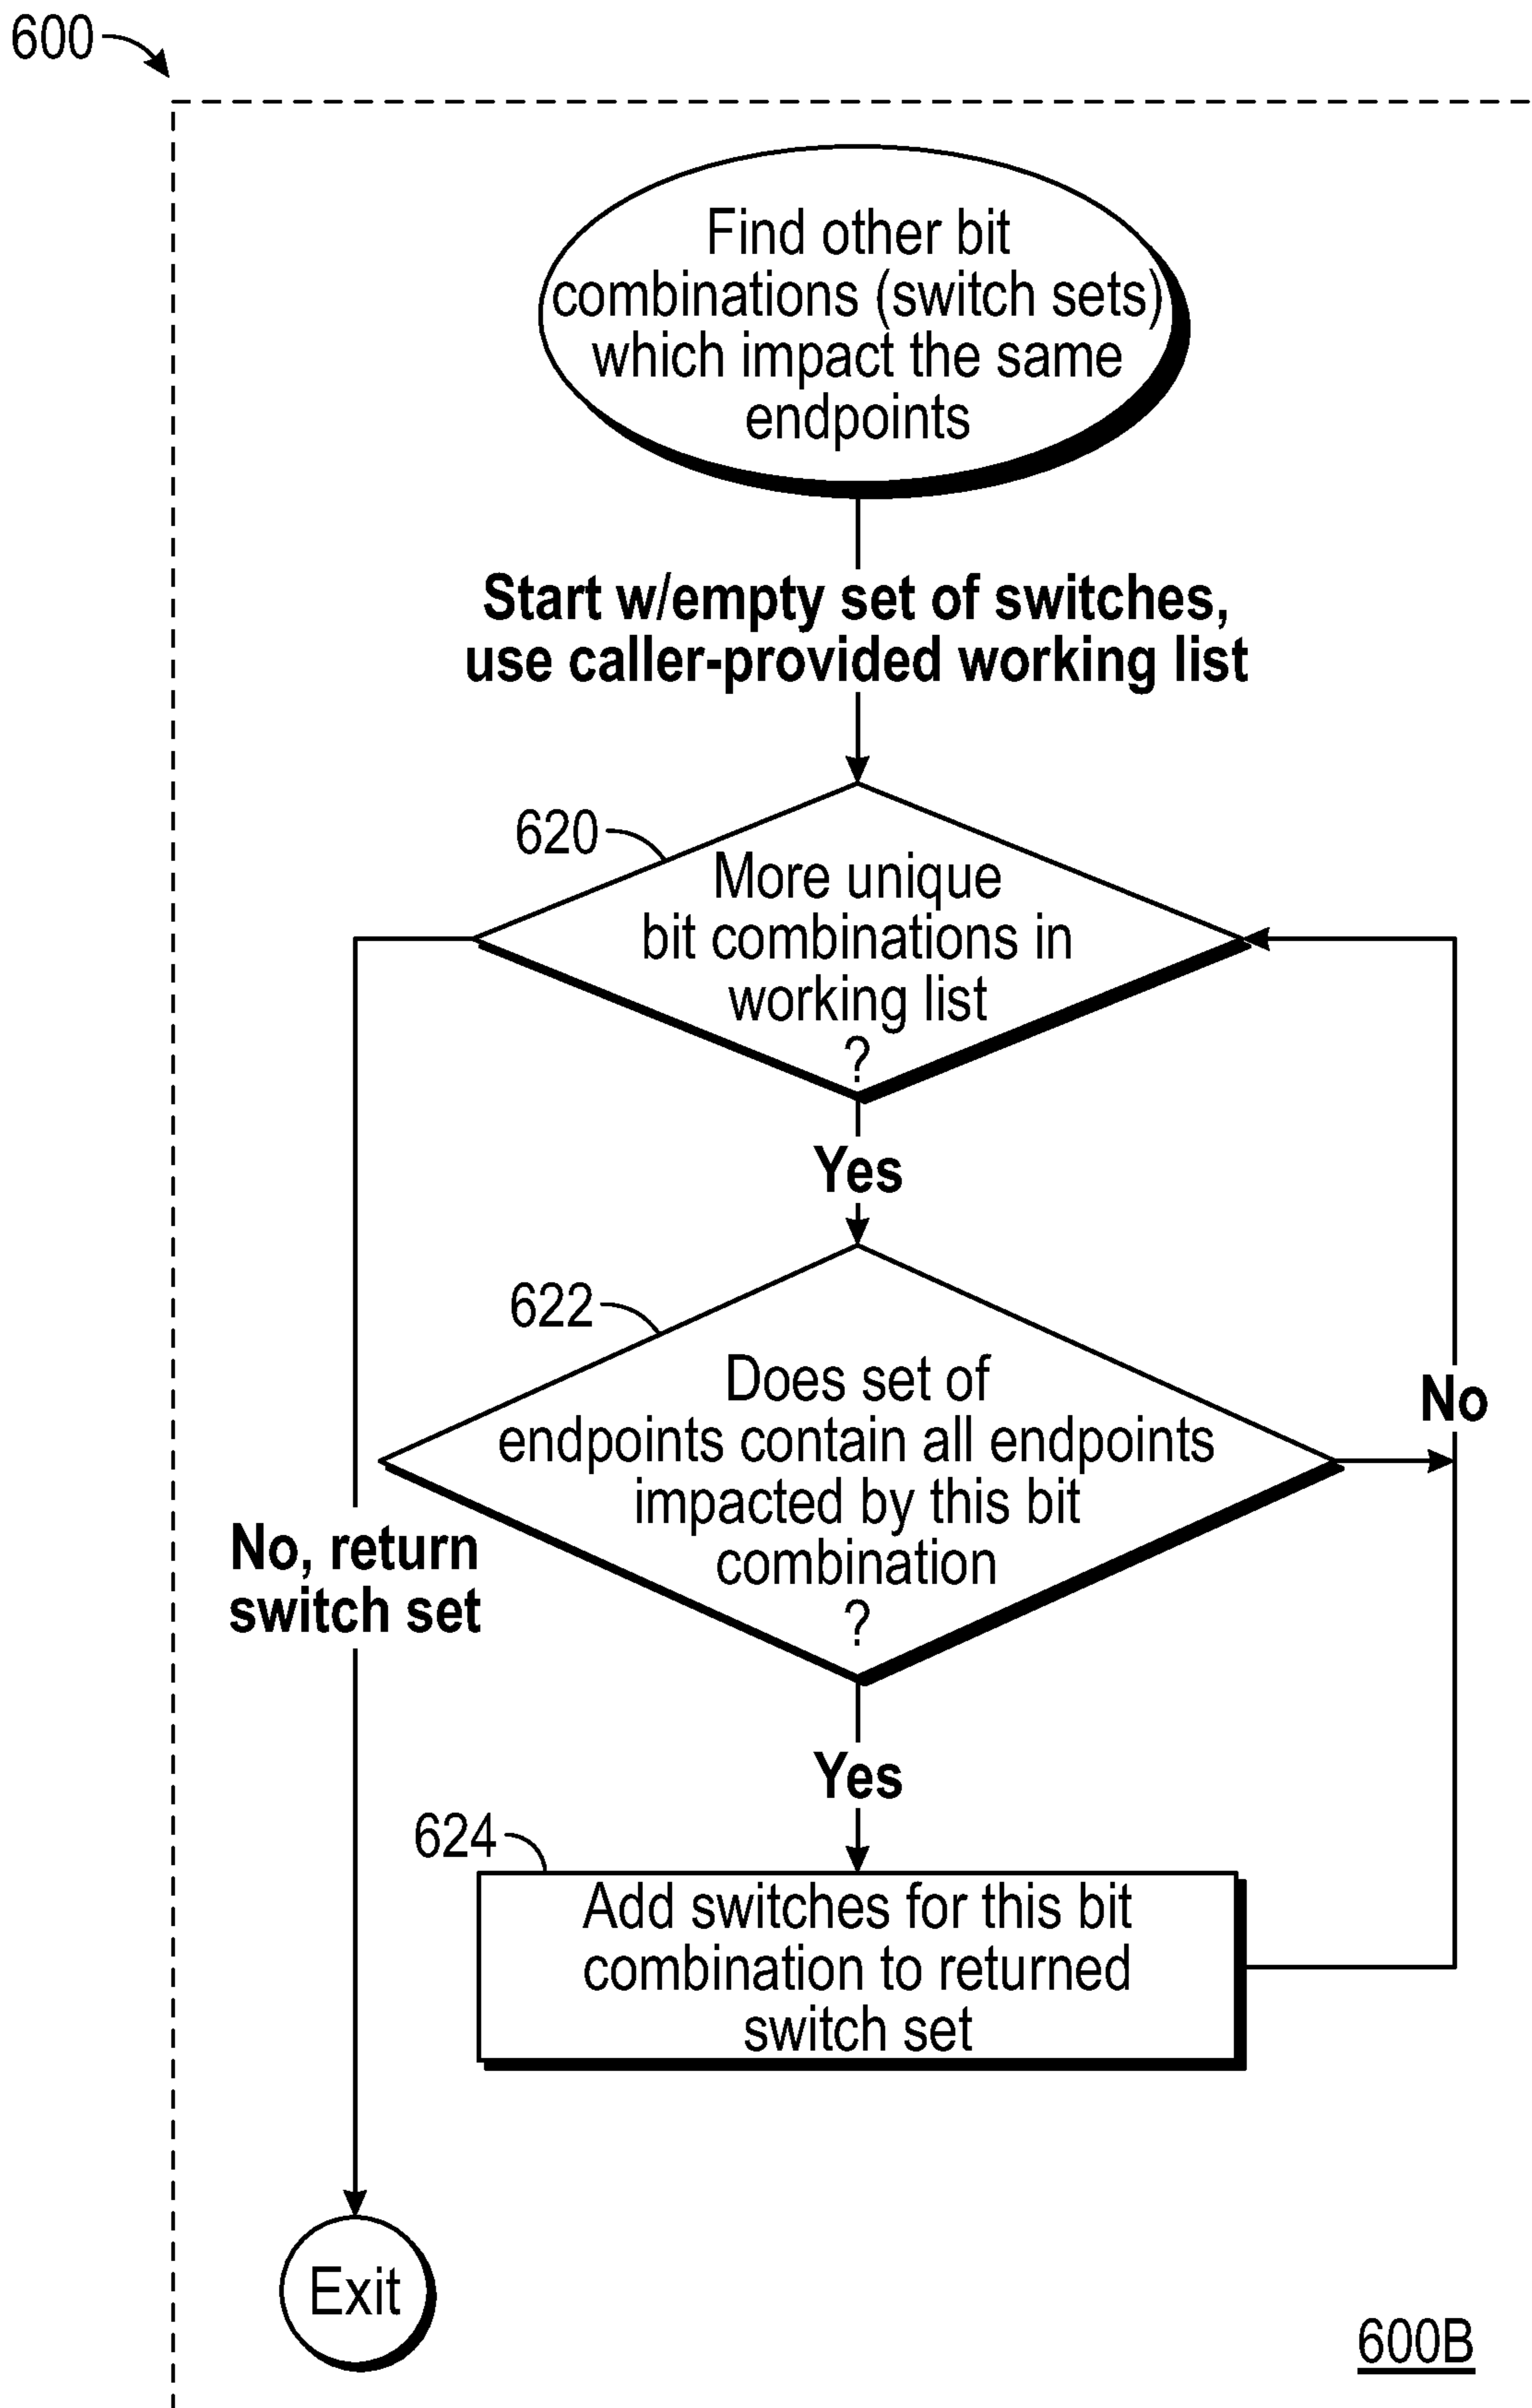 600
Find other bit
combinations (switch sets)
which impact the same
endpoints
Start w/empty set of switches,
use caller-provided working list
620
More unique
bit combinations in
working list
?
Yes
622
Does set of
endpoints contain all endpoints
impacted by this bit
combination
?
No
No, return
switch set
Yes
624
Add switches for this bit
combination to returned
switch set
Exit
600B